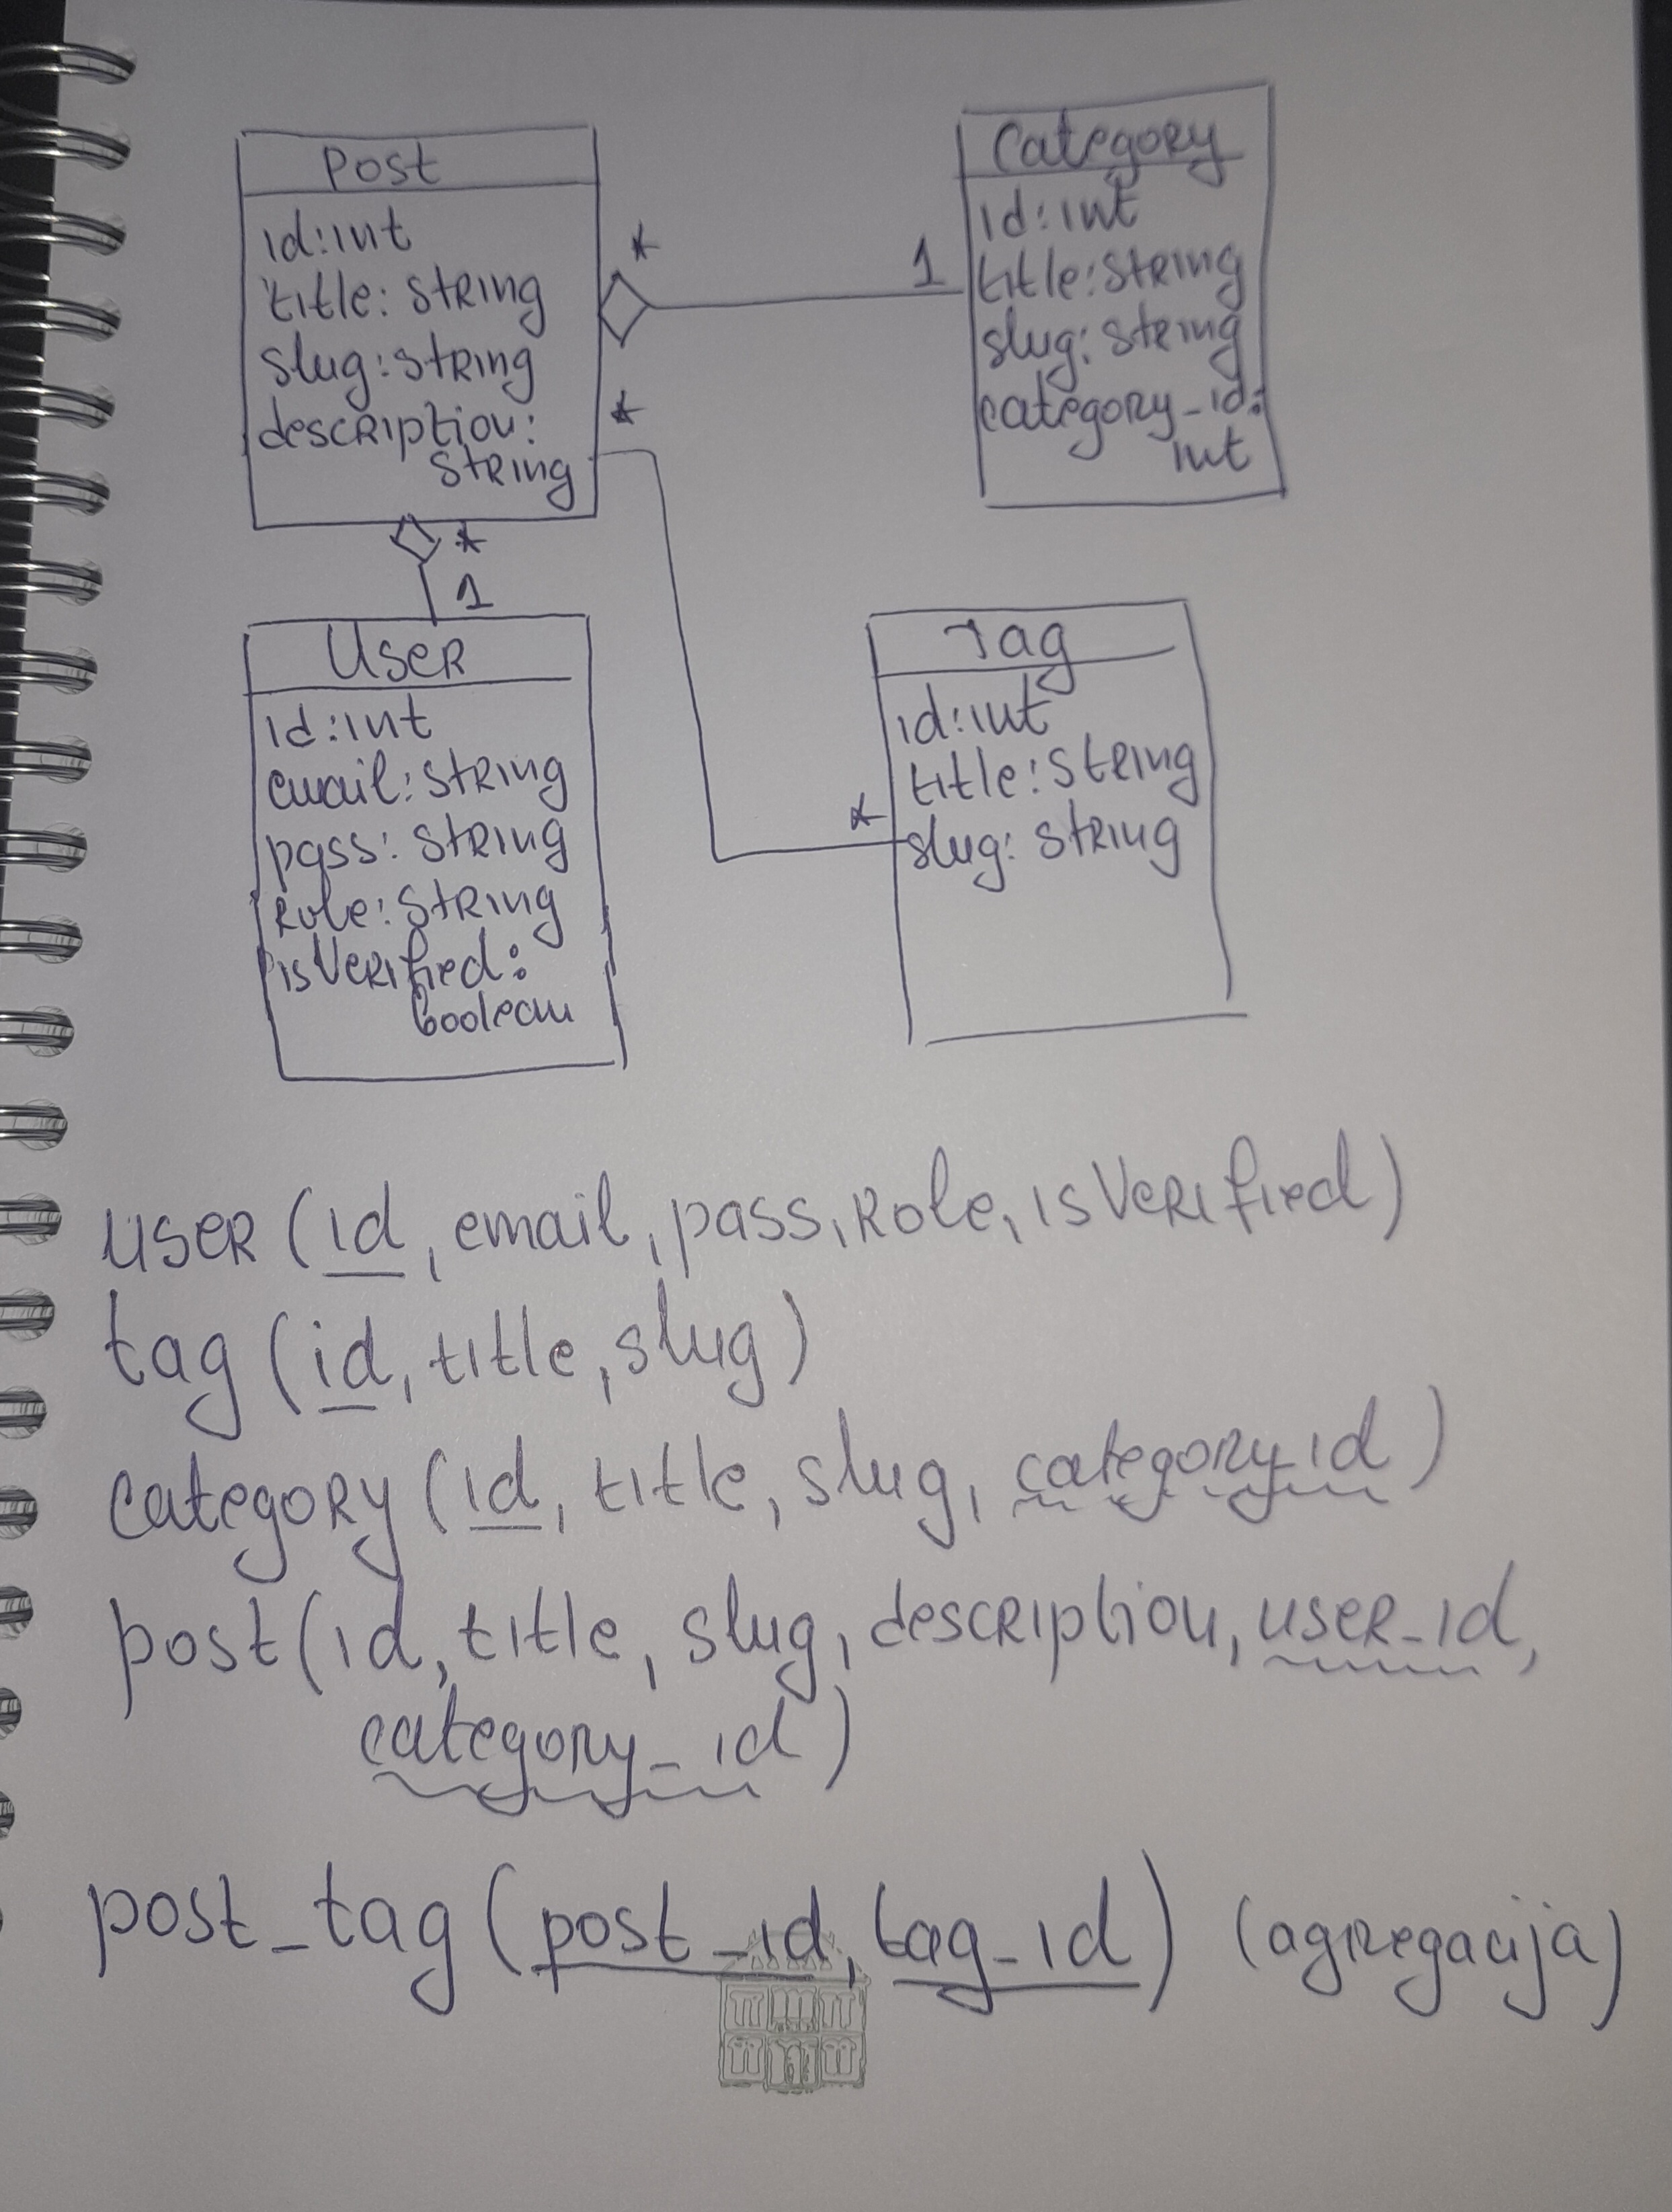 Post
id:int
title: string
slug: string
description:
string
*
1
*
Category
id: int
title: string
slug: string
category_id:
int
*
1
User
id: int
email: string
pass: string
role: string
isVerified:
boolean
*
Tag
id: int
title: string
slug: string
user (id, email, pass, role, isVerified)
tag (id, title, slug)
category (id, title, slug, category_id)
post (id, title, slug, description, user_id,
category_id)
post_tag (post_id, tag_id) (agregacija)